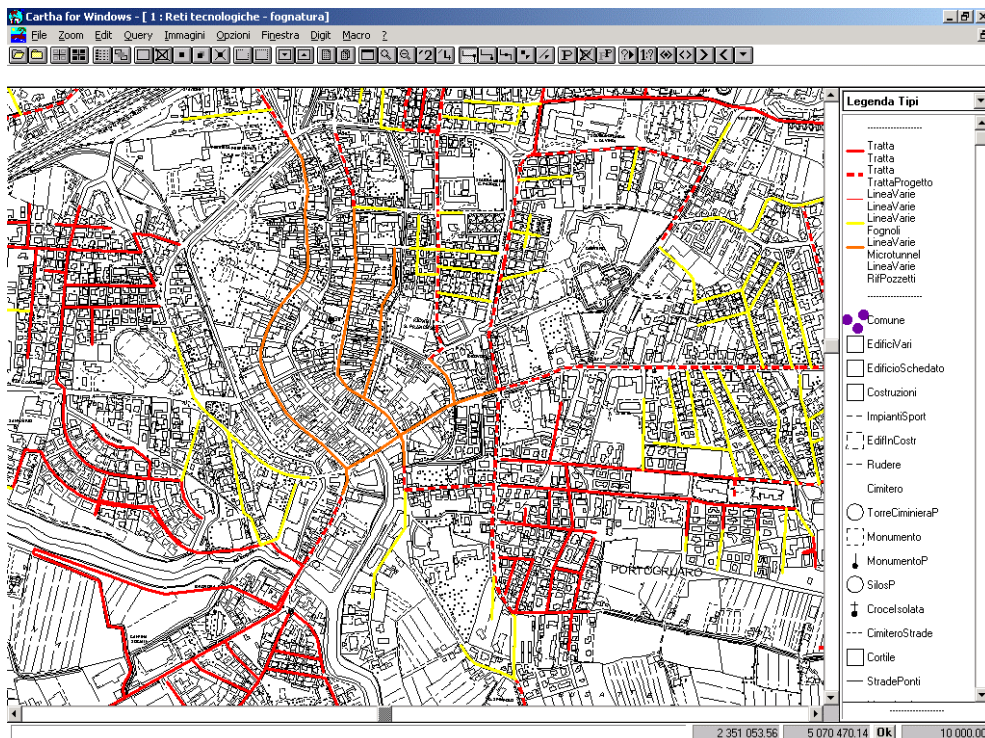 Cartha for Windows - [ 1 : Reti tecnologiche - fognatura]
File Zoom Edit Query Immagini Opzioni Finestra Digit Macro ?
Legenda Tipi
Tratta
Tratta
Tratta
TrattaProgetto
LineaVarie
LineaVarie
LineaVarie
Fognoli
LineaVarie
Microtunnel
LineaVarie
RifPozzetti
Comune
EdificiVari
EdificioSchedato
Costruzioni
ImpiantiSport
EdifInCostr
Rudere
Cimitero
TorreCiminieraP
Monumento
MonumentoP
SilosP
CroceIsolata
CimiteroStrade
Cortile
StradePonti
PORTOGRUARO
2 351 053.56 5 070 470.14 Ok 10 000.00